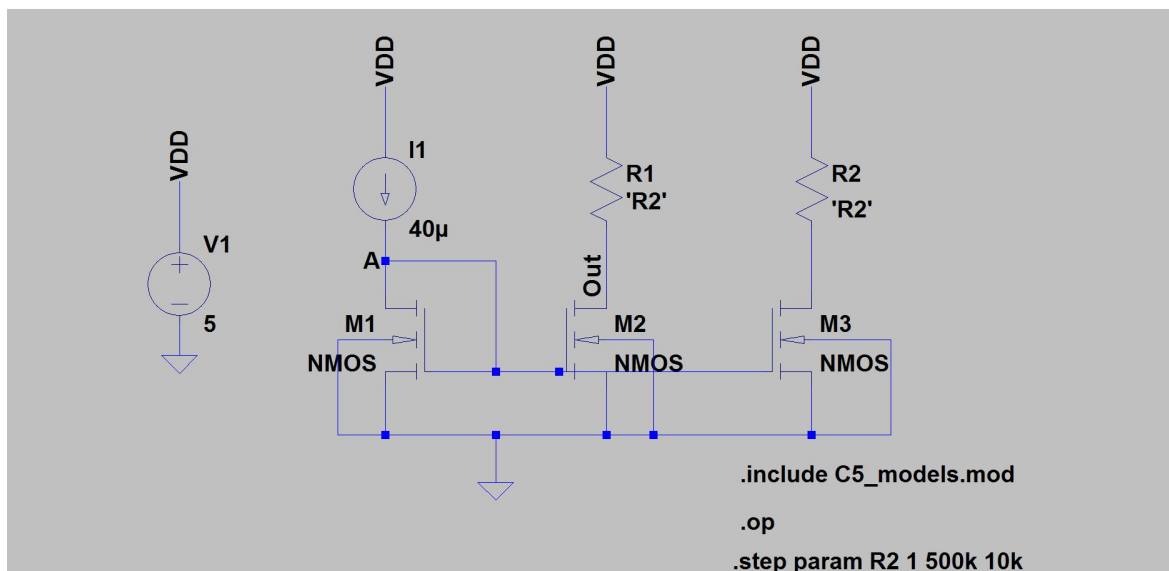 VDD
VDD
VDD
VDD
I1
40µ
R1
'R2'
R2
'R2'
V1
5
A
Out
M1
NMOS
M2
NMOS
M3
NMOS
.include C5_models.mod
.op
.step param R2 1 500k 10k